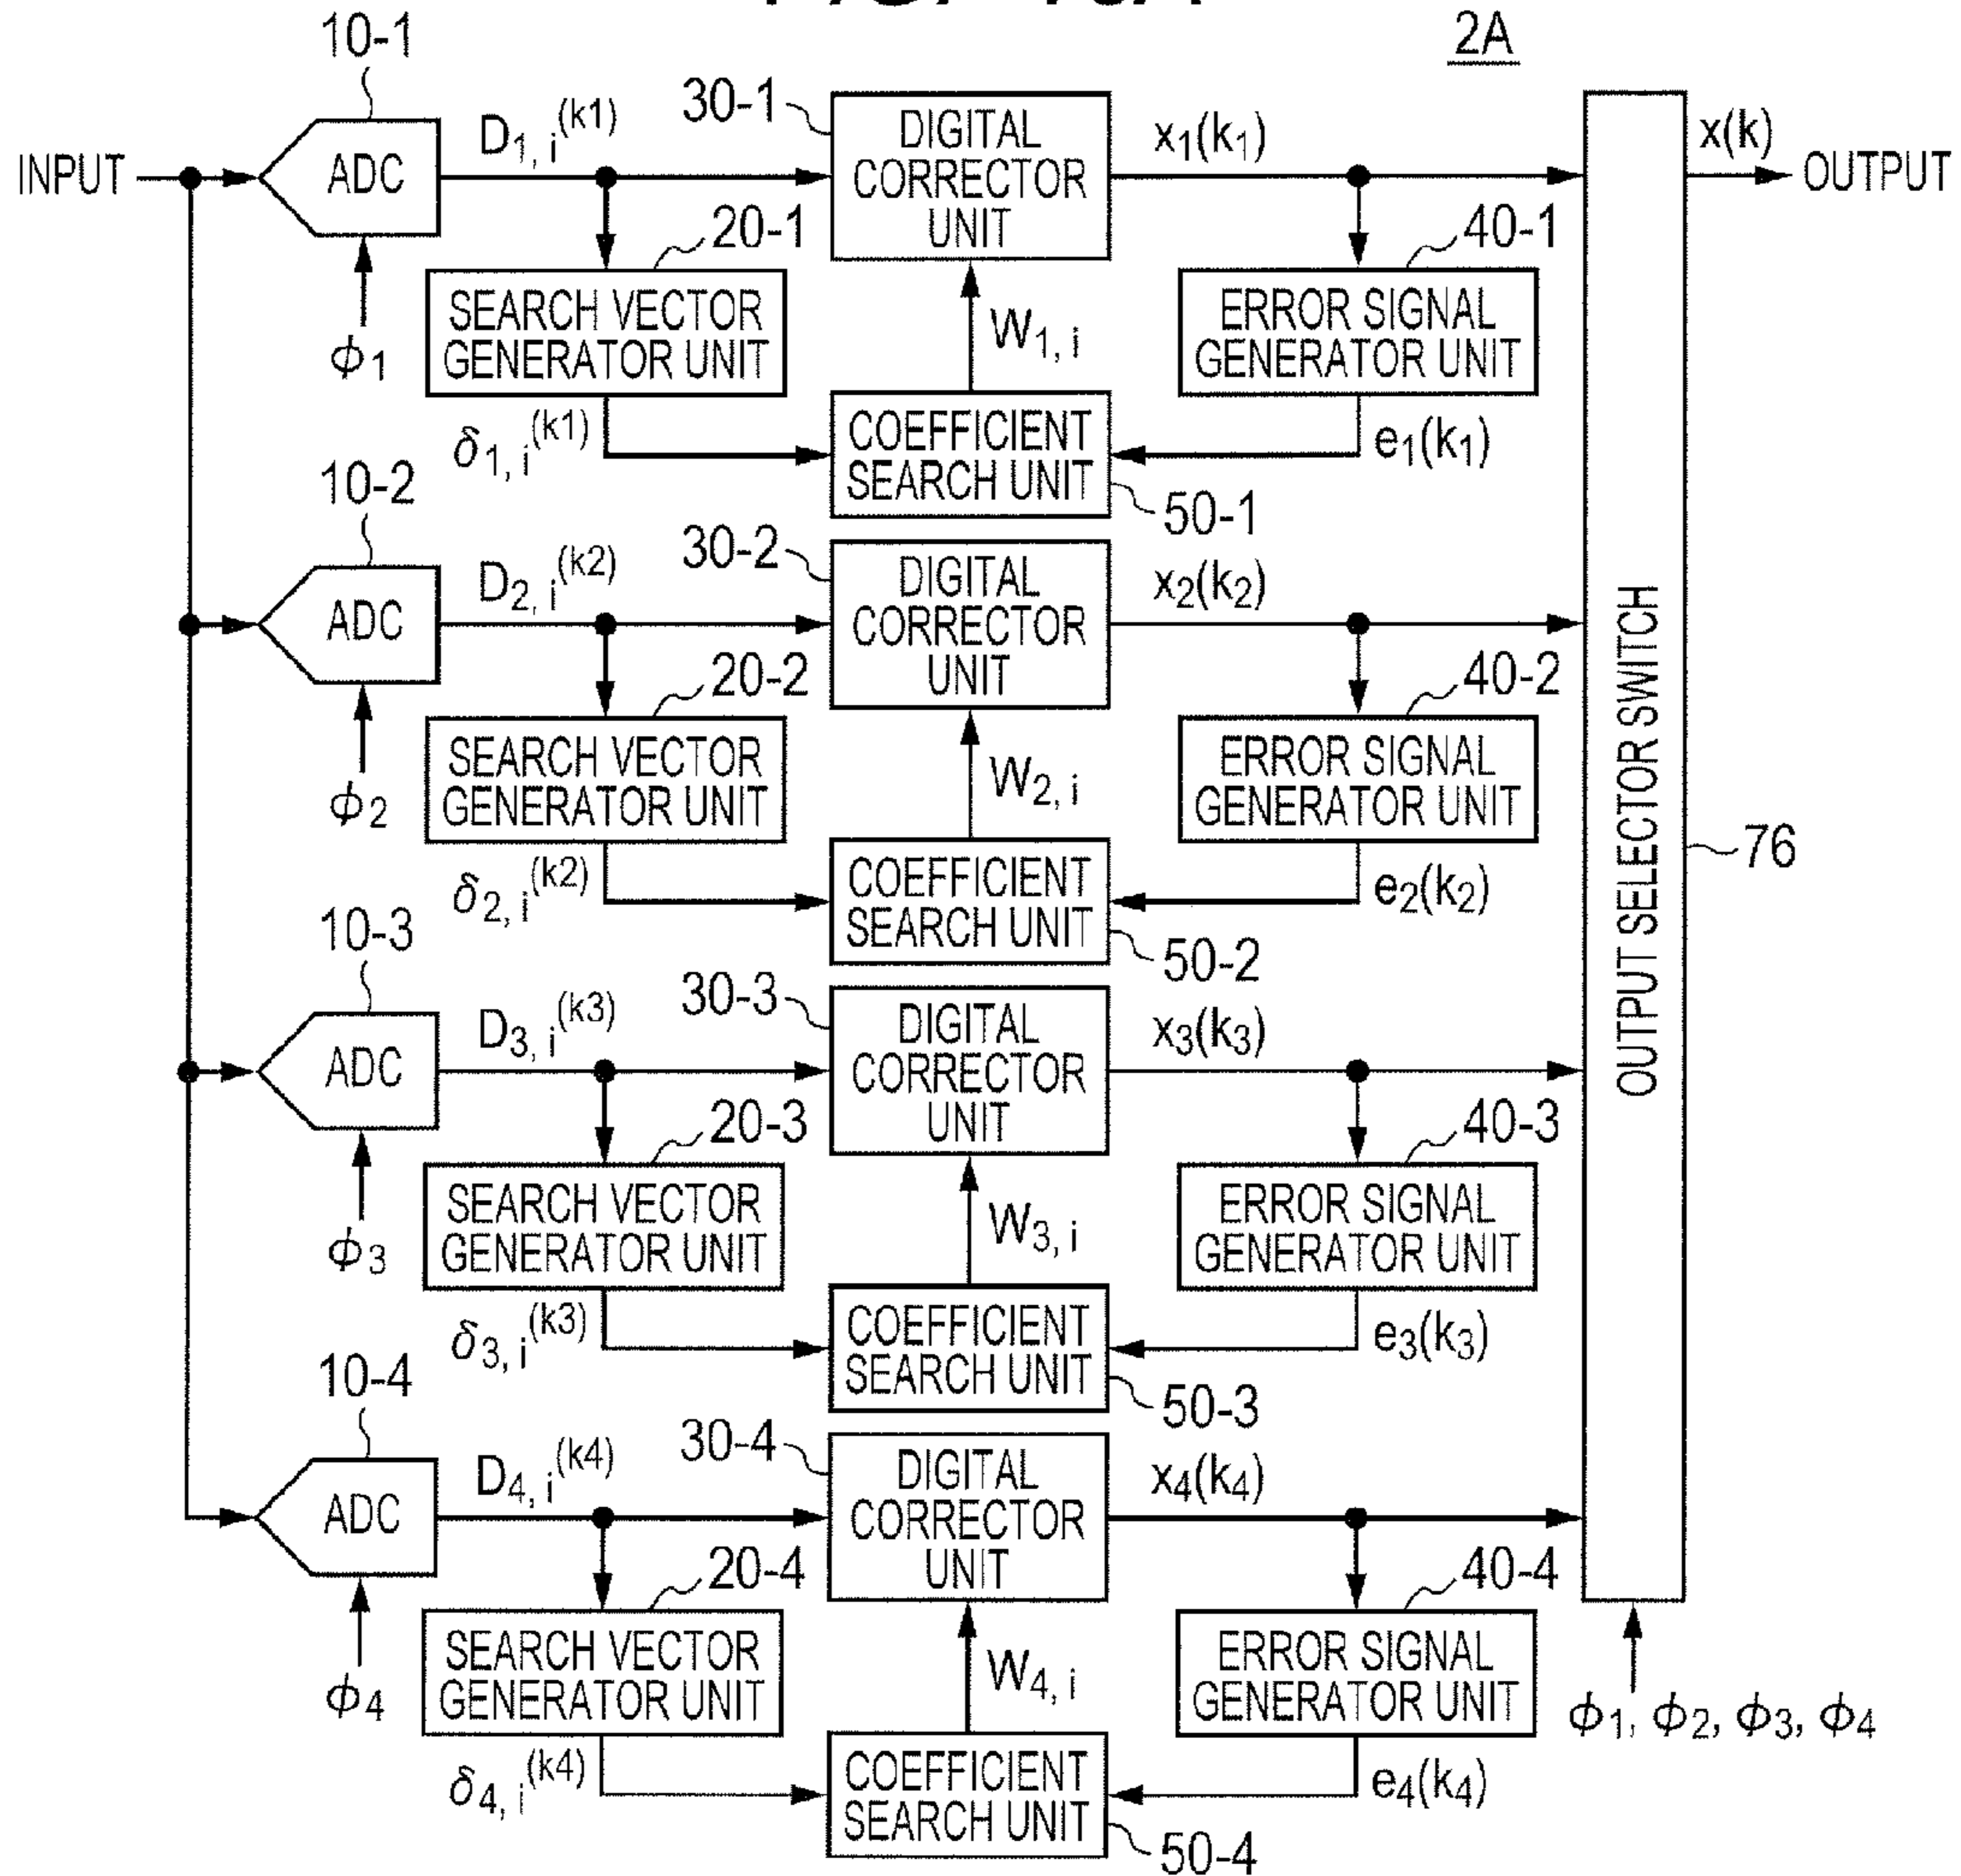 2A
10-1
INPUT
ADC
D1, i(k1)
30-1
DIGITAL
CORRECTOR
UNIT
x1(k1)
x(k)
OUTPUT
ϕ1
20-1
SEARCH VECTOR
GENERATOR UNIT
W1, i
40-1
ERROR SIGNAL
GENERATOR UNIT
δ1, i(k1)
COEFFICIENT
SEARCH UNIT
e1(k1)
50-1
10-2
ADC
D2, i(k2)
30-2
DIGITAL
CORRECTOR
UNIT
x2(k2)
ϕ2
20-2
SEARCH VECTOR
GENERATOR UNIT
W2, i
40-2
ERROR SIGNAL
GENERATOR UNIT
OUTPUT SELECTOR SWITCH
76
δ2, i(k2)
COEFFICIENT
SEARCH UNIT
e2(k2)
50-2
10-3
ADC
D3, i(k3)
30-3
DIGITAL
CORRECTOR
UNIT
x3(k3)
ϕ3
20-3
SEARCH VECTOR
GENERATOR UNIT
W3, i
40-3
ERROR SIGNAL
GENERATOR UNIT
δ3, i(k3)
COEFFICIENT
SEARCH UNIT
e3(k3)
50-3
10-4
ADC
D4, i(k4)
30-4
DIGITAL
CORRECTOR
UNIT
x4(k4)
ϕ4
20-4
SEARCH VECTOR
GENERATOR UNIT
W4, i
40-4
ERROR SIGNAL
GENERATOR UNIT
ϕ1, ϕ2, ϕ3, ϕ4
δ4, i(k4)
COEFFICIENT
SEARCH UNIT
e4(k4)
50-4